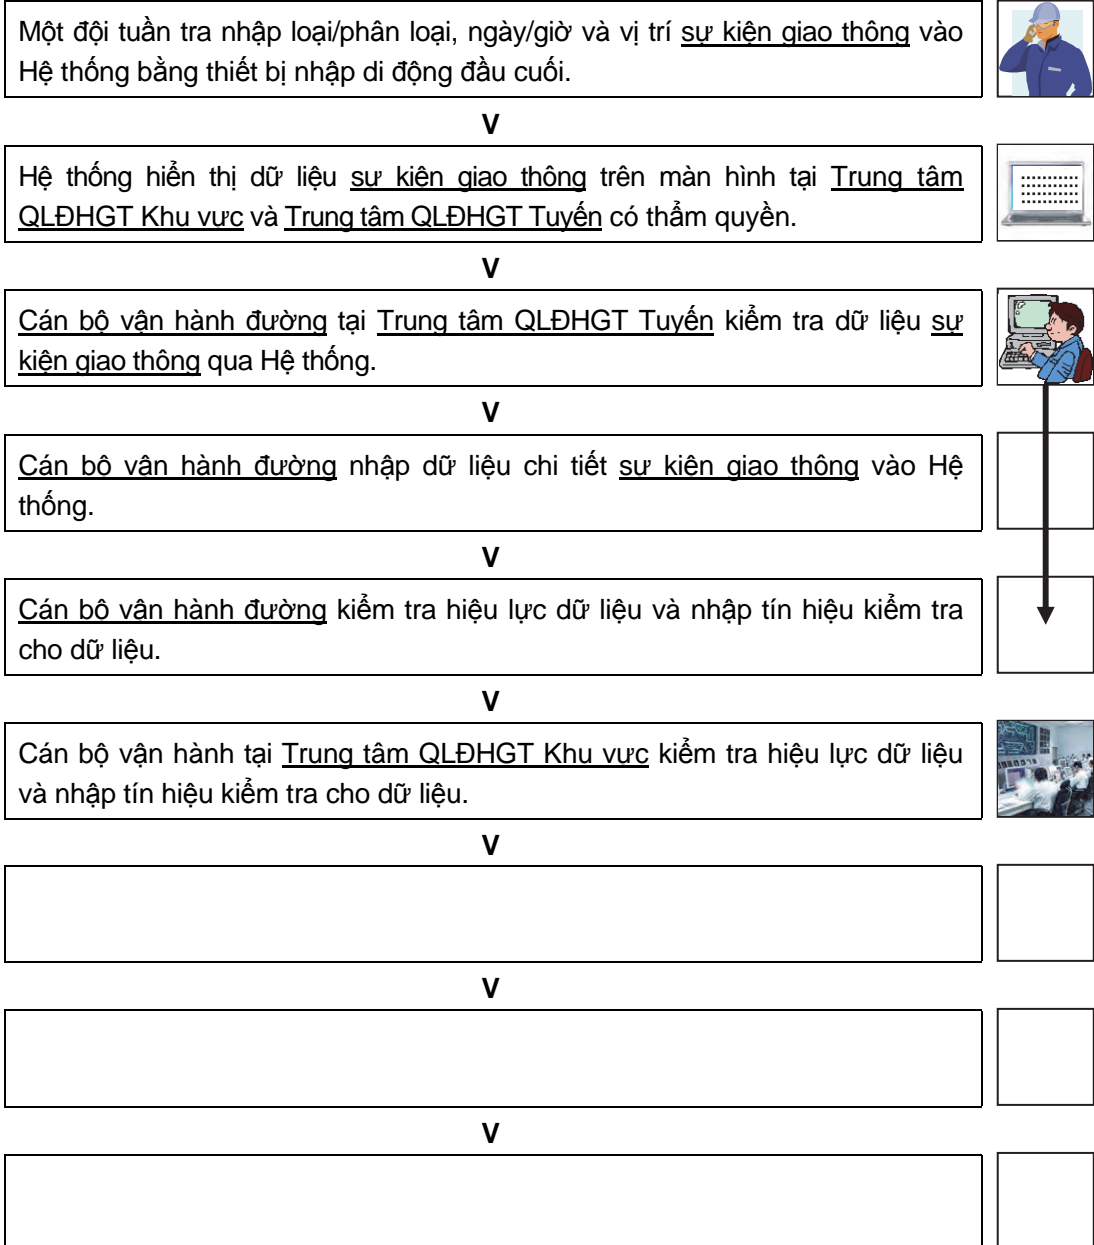 Một đội tuần tra nhập loại/phân loại, ngày/giờ và vị trí sự kiện giao thông vào
Hệ thống bằng thiết bị nhập di động đầu cuối.
V
Hệ thống hiển thị dữ liệu sự kiện giao thông trên màn hình tại Trung tâm
QLĐHGT Khu vực và Trung tâm QLĐHGT Tuyến có thẩm quyền.
V
Cán bộ vận hành đường tại Trung tâm QLĐHGT Tuyến kiểm tra dữ liệu sự
kiện giao thông qua Hệ thống.
V
Cán bộ vận hành đường nhập dữ liệu chi tiết sự kiện giao thông vào Hệ
thống.
V
Cán bộ vận hành đường kiểm tra hiệu lực dữ liệu và nhập tín hiệu kiểm tra
cho dữ liệu.
V
Cán bộ vận hành tại Trung tâm QLĐHGT Khu vực kiểm tra hiệu lực dữ liệu
và nhập tín hiệu kiểm tra cho dữ liệu.
V
V
V